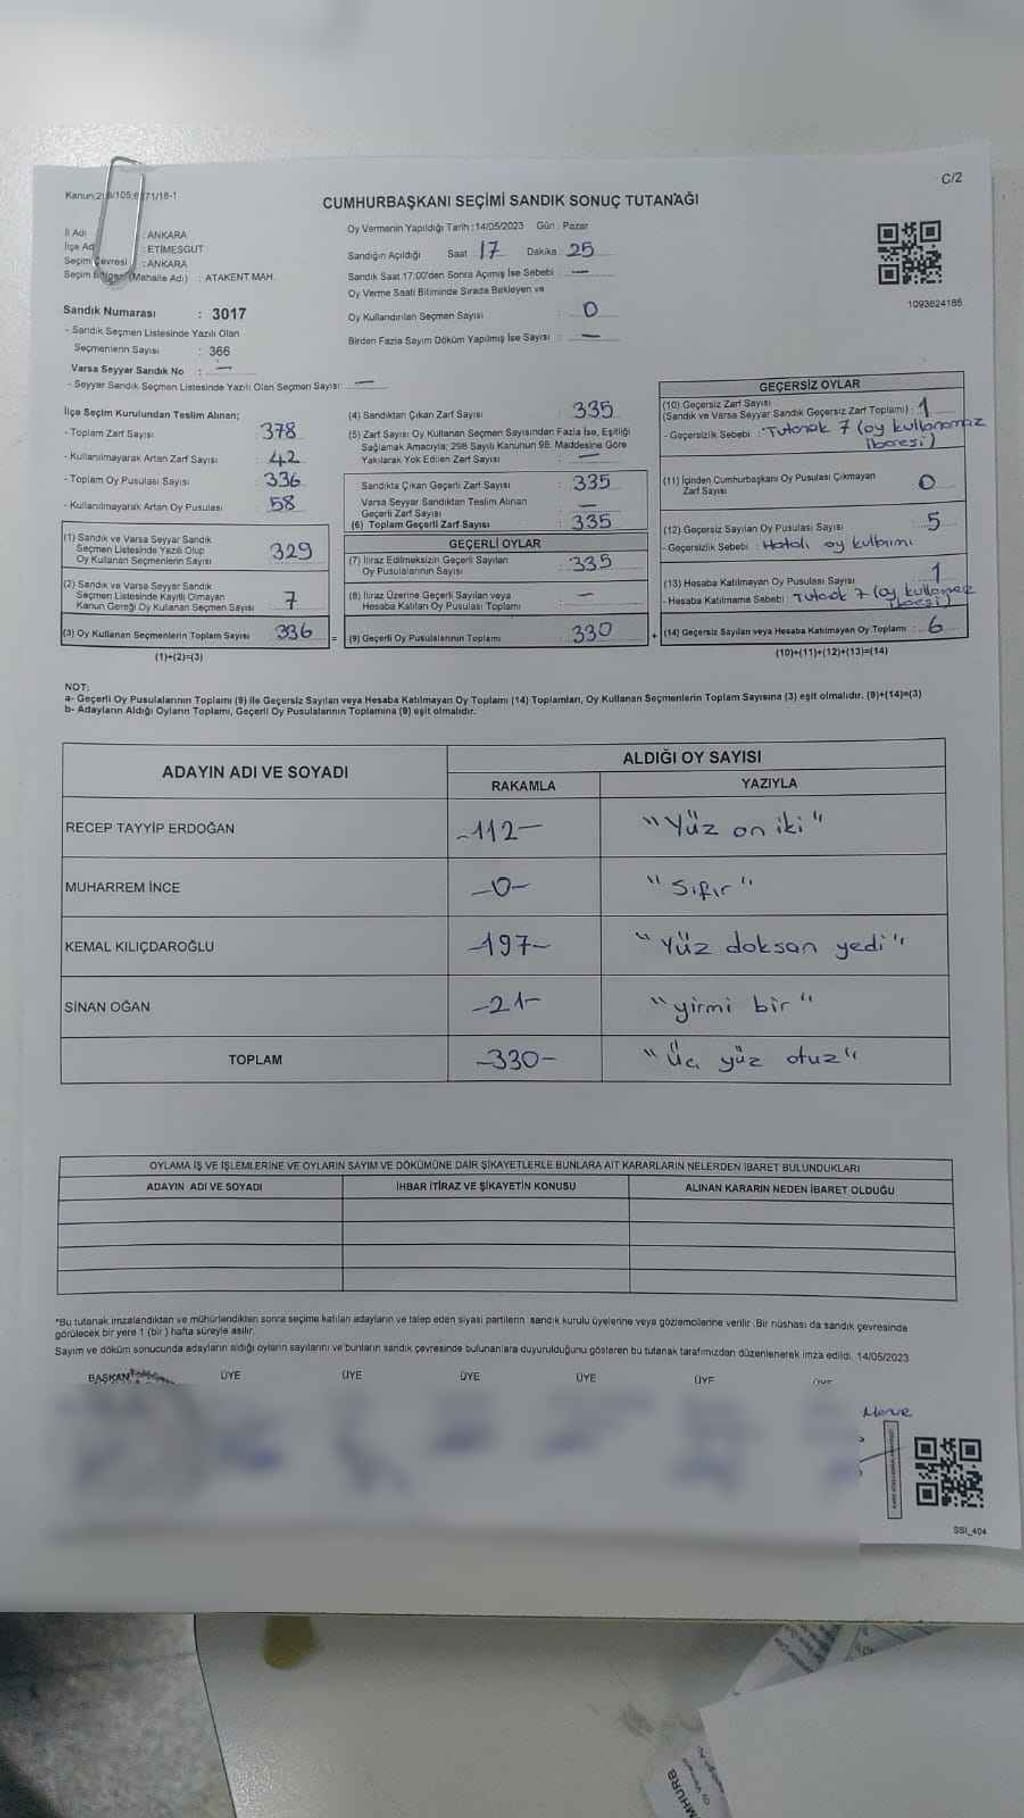 C/2
CUMHURBAŞKANI SEÇİMİ SANDIK SONUÇ TUTANAĞI
İl Adı : ANKARA
İlçe Ad : ETİMESGUT
Seçim Çevresi : ANKARA
Seçim (Mahalle Adı) : ATAKENT MAH.
Sandık Numarası : 3017
- Sandık Seçmen Listesinde Yazılı Olan
Seçmenlerin Sayısı : 366
Varsa Seyyar Sandık No : —
- Seyyar Sandık Seçmen Listesinde Yazılı Olan Seçmen Sayısı: —
Oy Vermenin Yapıldığı Tarih : 14/05/2023 Gün : Pazar
Sandığın Açıldığı Saat 17 Dakika 25
Sandık Saat 17:00'den Sonra Açılmış İse Sebebi : —
Oy Verme Saati Bitiminde Sırada Bekleyen ve
Oy Kullandırılan Seçmen Sayısı : 0
Birden Fazla Sayım Döküm Yapılmış İse Sayısı : —
1093624186
İlçe Seçim Kurulundan Teslim Alınan;
- Toplam Zarf Sayısı : 378
- Kullanılmayarak Artan Zarf Sayısı : 42
- Toplam Oy Pusulası Sayısı : 336
- Kullanılmayarak Artan Oy Pusulası : 58
(1) Sandık ve Varsa Seyyar Sandık
Seçmen Listesinde Yazılı Olup
Oy Kullanan Seçmenlerin Sayısı 329
(2) Sandık ve Varsa Seyyar Sandık
Seçmen Listesinde Kayıtlı Olmayan
Kanun Gereği Oy Kullanan Seçmen Sayısı 7
(3) Oy Kullanan Seçmenlerin Toplam Sayısı 336
(1)+(2)=(3)
=
(4) Sandıktan Çıkan Zarf Sayısı : 335
(5) Zarf Sayısı Oy Kullanan Seçmen Sayısından Fazla İse, Eşitliği
Sağlamak Amacıyla; 298 Sayılı Kanunun 98. Maddesine Göre
Yakılarak Yok Edilen Zarf Sayısı : —
Sandıkta Çıkan Geçerli Zarf Sayısı : 335
Varsa Seyyar Sandıktan Teslim Alınan
Geçerli Zarf Sayısı : —
(6) Toplam Geçerli Zarf Sayısı : 335
GEÇERLİ OYLAR
(7) İtiraz Edilmeksizin Geçerli Sayılan
Oy Pusulalarının Sayısı : 335
(8) İtiraz Üzerine Geçerli Sayılan veya
Hesaba Katılan Oy Pusulası Toplamı : —
(9) Geçerli Oy Pusulalarının Toplamı : 330
+
GEÇERSİZ OYLAR
(10) Geçersiz Zarf Sayısı
(Sandık ve Varsa Seyyar Sandık Geçersiz Zarf Toplamı) : 1
- Geçersizlik Sebebi : Tutanak 7 (oy kullanamaz
ibaresi)
(11) İçinden Cumhurbaşkanı Oy Pusulası Çıkmayan
Zarf Sayısı : 0
(12) Geçersiz Sayılan Oy Pusulası Sayısı : 5
- Geçersizlik Sebebi : Hatalı oy kullanımı
(13) Hesaba Katılmayan Oy Pusulası Sayısı : 1
- Hesaba Katılmama Sebebi :
(14) Geçersiz Sayılan veya Hesaba Katılmayan Oy Toplamı : 6
(10)+(11)+(12)+(13)=(14)
NOT:
a- Geçerli Oy Pusulalarının Toplamı (9) ile Geçersiz Sayılan veya Hesaba Katılmayan Oy Toplamı (14) Toplamları, Oy Kullanan Seçmenlerin Toplam Sayısına (3) eşit olmalıdır. (9)+(14)=(3)
b- Adayların Aldığı Oyların Toplamı, Geçerli Oy Pusulalarının Toplamına (9) eşit olmalıdır.
ADAYIN ADI VE SOYADI
ALDIĞI OY SAYISI
RAKAMLA YAZIYLA
RECEP TAYYİP ERDOĞAN -112- "Yüz on iki"
MUHARREM İNCE -0- "Sıfır"
KEMAL KILIÇDAROĞLU -197- "Yüz doksan yedi"
SİNAN OĞAN -21- "yirmi bir"
TOPLAM -330- "Üç yüz otuz"
OYLAMA İŞ VE İŞLEMLERİNE VE OYLARIN SAYIM VE DÖKÜMÜNE DAİR ŞİKAYETLERLE BUNLARA AİT KARARLARIN NELERDEN İBARET BULUNDUKLARI
ADAYIN ADI VE SOYADI İHBAR İTİRAZ VE ŞİKAYETİN KONUSU ALINAN KARARIN NEDEN İBARET OLDUĞU
*Bu tutanak imzalandıktan ve mühürlendikten sonra seçime katılan adayların ve talep eden siyasi partilerin sandık kurulu üyelerine veya gözlemcilerine verilir. Bir nüshası da sandık çevresinde
görülecek bir yere 1 (bir) hafta süreyle asılır.
Sayım ve döküm sonucunda adayların aldığı oyların sayılarını ve bunların sandık çevresinde bulunanlara duyurulduğunu gösteren bu tutanak tarafımızdan düzenlenerek imza edildi. 14/05/2023
BAŞKAN ÜYE ÜYE ÜYE ÜYE ÜYE
SSI_404